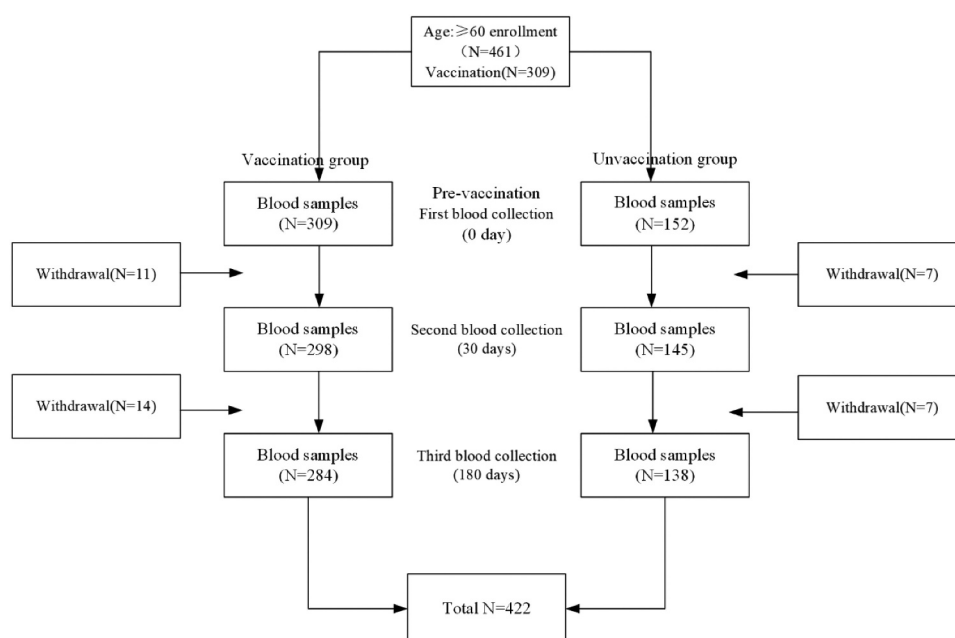 Age:≥60 enrollment
（N=461）
Vaccination(N=309)
Vaccination group
Unvaccination group
Blood samples
(N=309)
Pre-vaccination
First blood collection
(0 day)
Blood samples
(N=152)
Withdrawal(N=11)
Withdrawal(N=7)
Blood samples
(N=298)
Second blood collection
(30 days)
Blood samples
(N=145)
Withdrawal(N=14)
Withdrawal(N=7)
Blood samples
(N=284)
Third blood collection
(180 days)
Blood samples
(N=138)
Total N=422